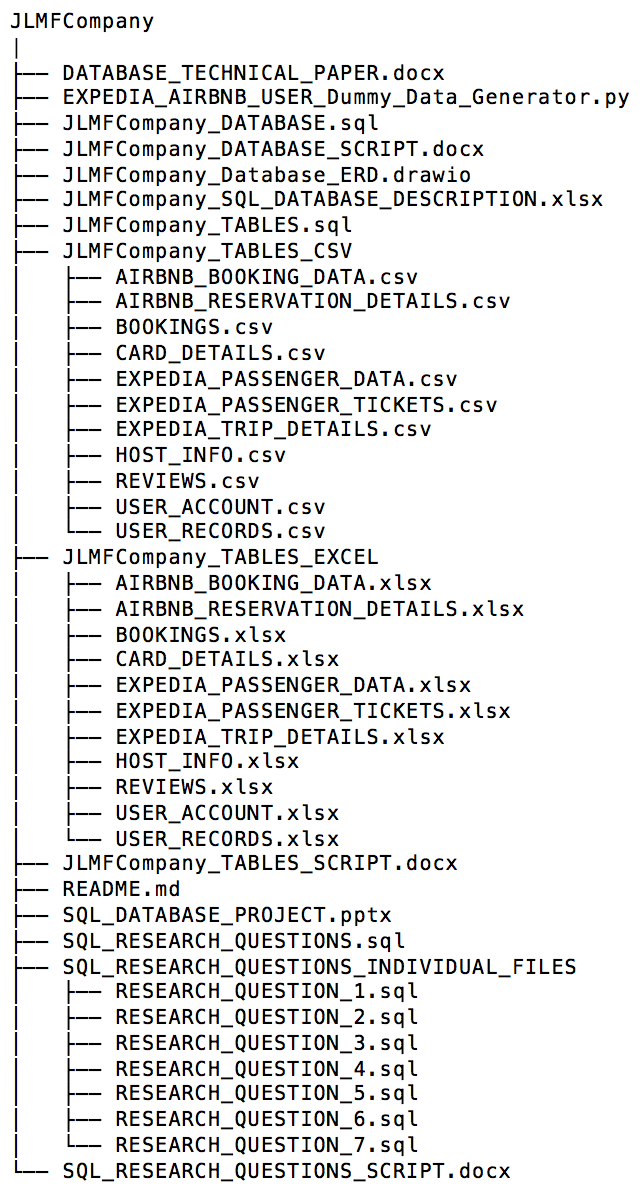 JLMFCompany
│
├── DATABASE_TECHNICAL_PAPER.docx
├── EXPEDIA_AIRBNB_USER_Dummy_Data_Generator.py
├── JLMFCompany_DATABASE.sql
├── JLMFCompany_DATABASE_SCRIPT.docx
├── JLMFCompany_Database_ERD.drawio
├── JLMFCompany_SQL_DATABASE_DESCRIPTION.xlsx
├── JLMFCompany_TABLES.sql
├── JLMFCompany_TABLES_CSV
│   ├── AIRBNB_BOOKING_DATA.csv
│   ├── AIRBNB_RESERVATION_DETAILS.csv
│   ├── BOOKINGS.csv
│   ├── CARD_DETAILS.csv
│   ├── EXPEDIA_PASSENGER_DATA.csv
│   ├── EXPEDIA_PASSENGER_TICKETS.csv
│   ├── EXPEDIA_TRIP_DETAILS.csv
│   ├── HOST_INFO.csv
│   ├── REVIEWS.csv
│   ├── USER_ACCOUNT.csv
│   └── USER_RECORDS.csv
├── JLMFCompany_TABLES_EXCEL
│   ├── AIRBNB_BOOKING_DATA.xlsx
│   ├── AIRBNB_RESERVATION_DETAILS.xlsx
│   ├── BOOKINGS.xlsx
│   ├── CARD_DETAILS.xlsx
│   ├── EXPEDIA_PASSENGER_DATA.xlsx
│   ├── EXPEDIA_PASSENGER_TICKETS.xlsx
│   ├── EXPEDIA_TRIP_DETAILS.xlsx
│   ├── HOST_INFO.xlsx
│   ├── REVIEWS.xlsx
│   ├── USER_ACCOUNT.xlsx
│   └── USER_RECORDS.xlsx
├── JLMFCompany_TABLES_SCRIPT.docx
├── README.md
├── SQL_DATABASE_PROJECT.pptx
├── SQL_RESEARCH_QUESTIONS.sql
├── SQL_RESEARCH_QUESTIONS_INDIVIDUAL_FILES
│   ├── RESEARCH_QUESTION_1.sql
│   ├── RESEARCH_QUESTION_2.sql
│   ├── RESEARCH_QUESTION_3.sql
│   ├── RESEARCH_QUESTION_4.sql
│   ├── RESEARCH_QUESTION_5.sql
│   ├── RESEARCH_QUESTION_6.sql
│   └── RESEARCH_QUESTION_7.sql
└── SQL_RESEARCH_QUESTIONS_SCRIPT.docx